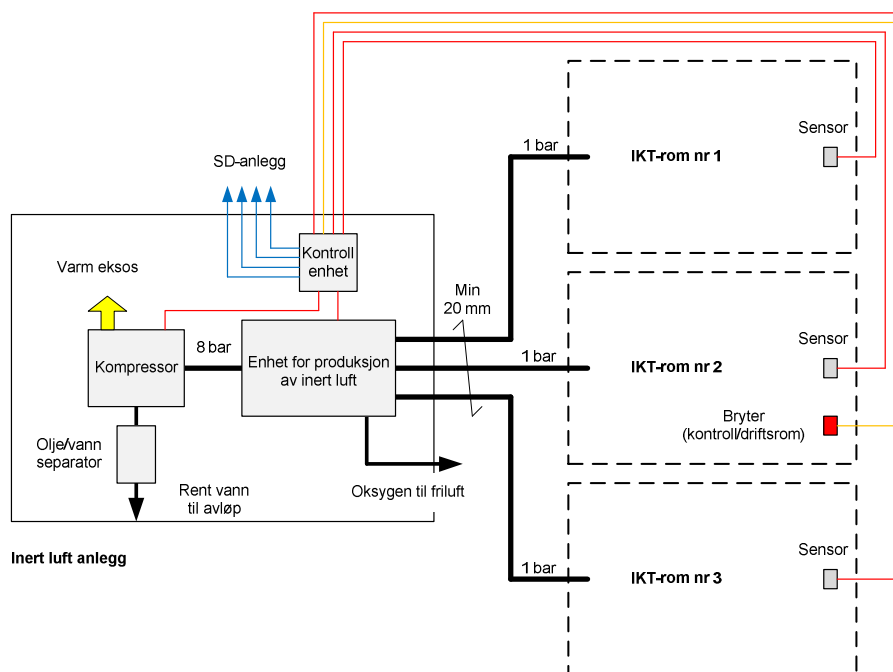 SD-anlegg
Varm eksos
Kontroll
enhet
Kompressor
8 bar
Enhet for produksjon
av inert luft
Min
20 mm
Olje/vann
separator
Rent vann
til avløp
Oksygen til friluft
Inert luft anlegg
1 bar
IKT-rom nr 1
Sensor
1 bar
IKT-rom nr 2
Sensor
Bryter
(kontroll/driftsrom)
1 bar
IKT-rom nr 3
Sensor